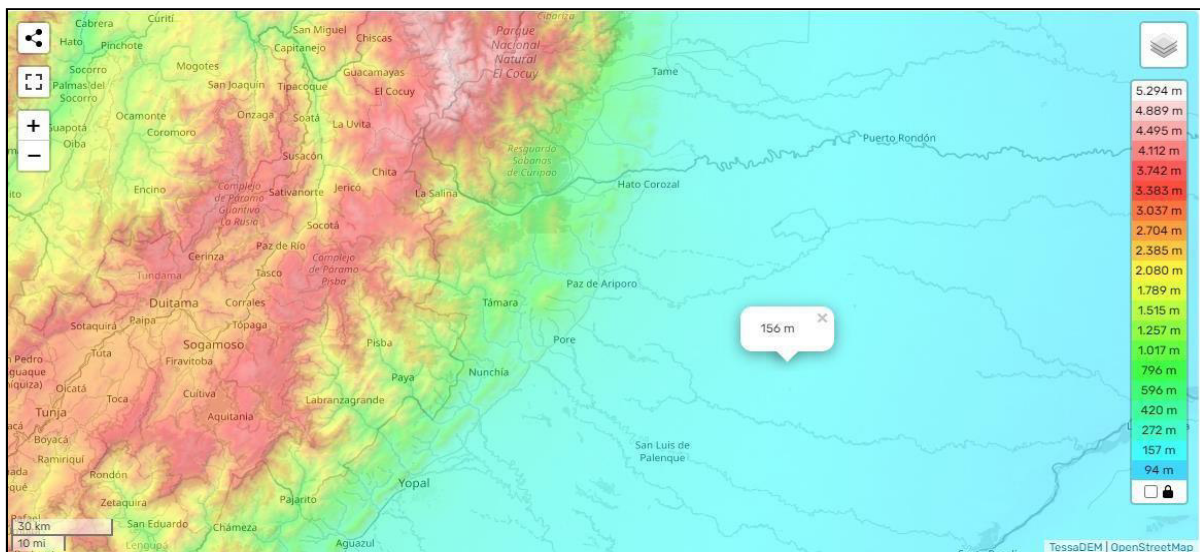 Cabrera
Curití
Hato
Pinchote
San Miguel
Chiscas
Capitanejo
Parque
Nacional
Natural
El Cocuy
Tame
Socorro
Palmas del
Socorro
Mogotes
San Joaquín
Tipacoque
Guacamayas
El Cocuy
Guapotá
Oiba
Ocamonte
Coromoro
Onzaga
Soatá
La Uvita
Susacón
Resguardo
Sabanas
de Curipao
Puerto Rondón
Encino
Complejo
de Páramo
Guantiva
La Rusia
Sativanorte
Jericó
Chita
La Salina
Hato Corozal
Socotá
Paz de Río
Cerinza
Tundama
Tasco
Complejo
de Páramo
Pisba
Duitama
Corrales
Támara
Paz de Ariporo
Sotaquirá
Paipa
Tópaga
Sogamoso
Pisba
Pore
156 m
×
Tuta
Firavitoba
Oicatá
Toca
Cuítiva
Paya
Nunchía
Tunja
Aquitania
Labranzagrande
Boyacá
Ramiriquí
San Luis de
Palenque
Rondón
Zetaquira
Pajarito
Yopal
San Eduardo
Chámeza
Lengupá
Aguazul
+
−
5.294 m
4.889 m
4.495 m
4.112 m
3.742 m
3.383 m
3.037 m
2.704 m
2.385 m
2.080 m
1.789 m
1.515 m
1.257 m
1.017 m
796 m
596 m
420 m
272 m
157 m
94 m
30 km
10 mi
TessaDEM | OpenStreetMap